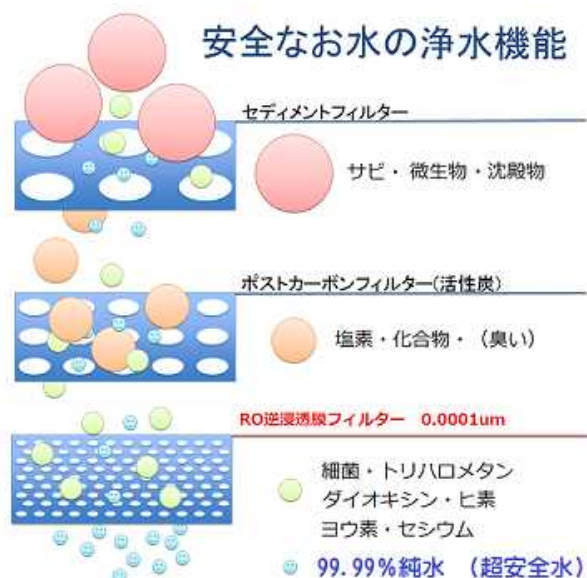 安全なお水の浄水機能
セディメントフィルター
サビ・微生物・沈殿物
ポストカーボンフィルター(活性炭)
塩素・化合物・（臭い）
RO逆浸透膜フィルター　0.0001um
細菌・トリハロメタン
ダイオキシン・ヒ素
ヨウ素・セシウム
99.99%純水　（超安全水）